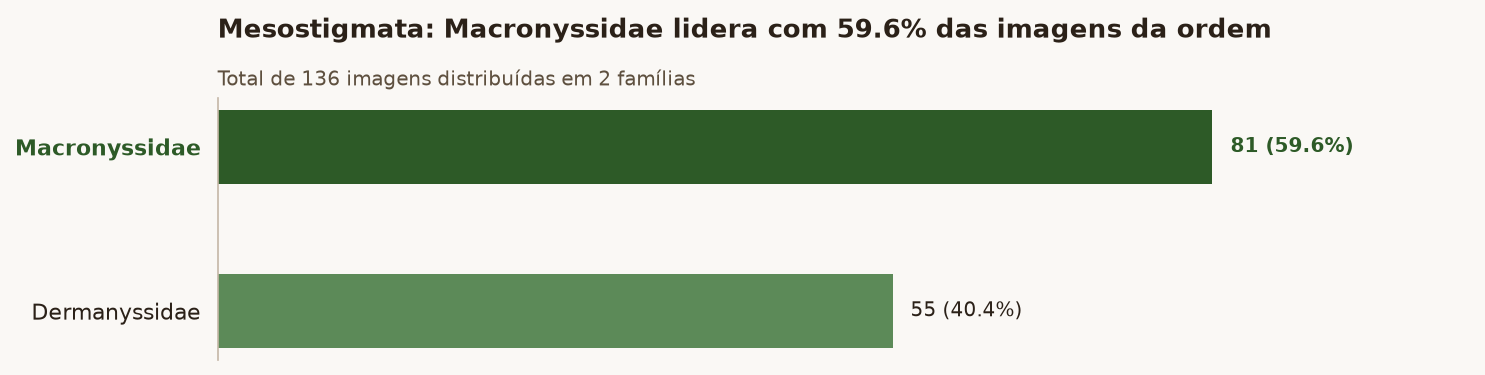 Mesostigmata: Macronyssidae lidera com 59.6% das imagens da ordem
Total de 136 imagens distribuídas em 2 famílias
Macronyssidae
81 (59.6%)
Dermanyssidae
55 (40.4%)